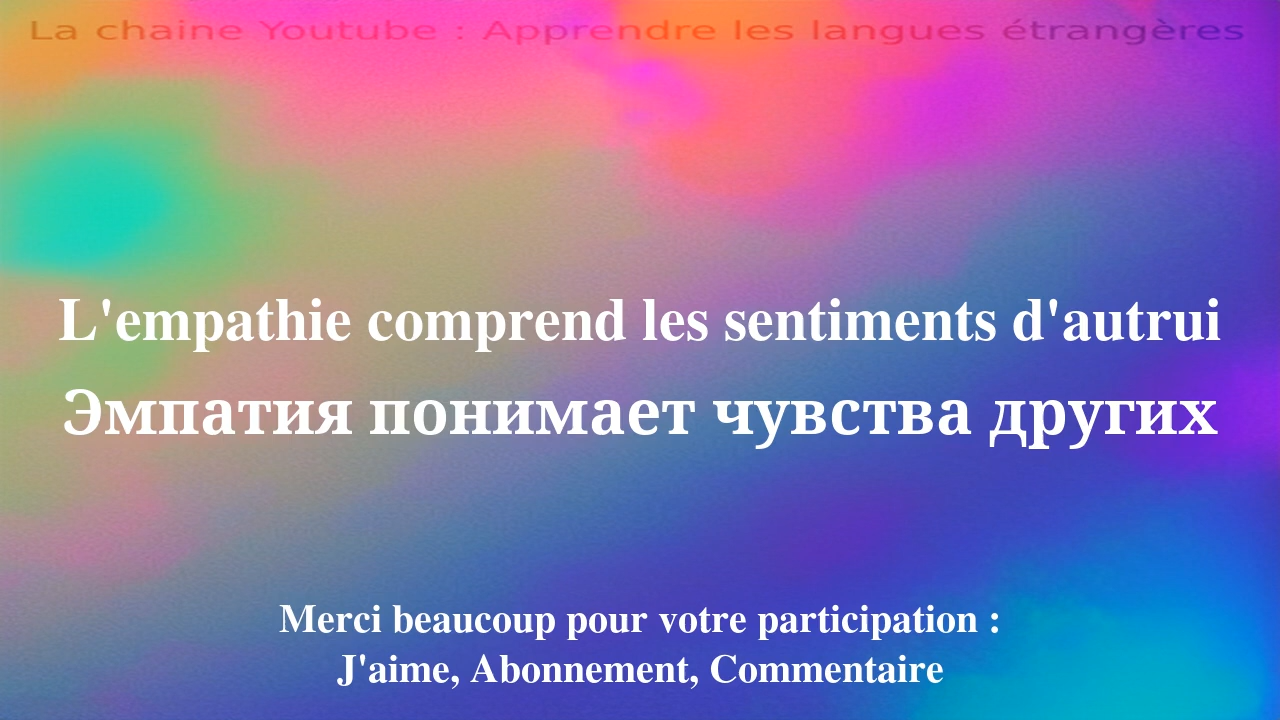 La chaine Youtube : Apprendre les langues étrangères
L'empathie comprend les sentiments d'autrui
Эмпатия понимает чувства других
Merci beaucoup pour votre participation :
J'aime, Abonnement, Commentaire